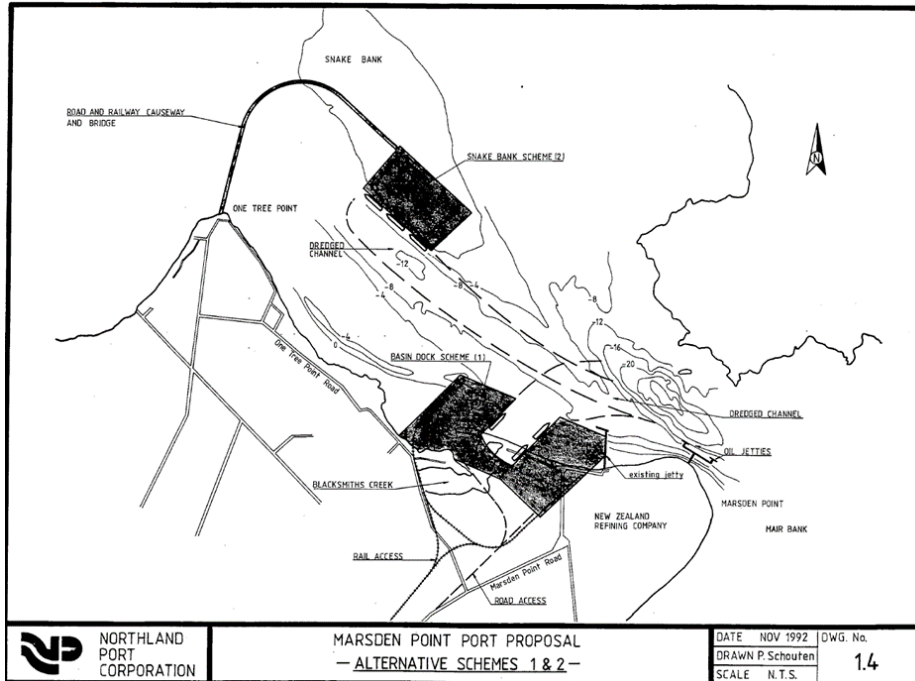 SNAKE BANK
ROAD AND RAILWAY CAUSEWAY
AND BRIDGE
SNAKE BANK SCHEME (2)
N
ONE TREE POINT
DREDGED
CHANNEL
-12
-8
-4
-8
-4
-8
-12
-16
-20
-4
0
One Tree Point Road
BASIN DOCK SCHEME (1)
DREDGED CHANNEL
OIL JETTIES
existing jetty
BLACKSMITHS CREEK
MARSDEN POINT
NEW ZEALAND
REFINING COMPANY
MAIR BANK
RAIL ACCESS
Marsden Point Road
ROAD ACCESS
NORTHLAND
PORT
CORPORATION
MARSDEN POINT PORT PROPOSAL
— ALTERNATIVE SCHEMES 1 & 2 —
DATE NOV 1992
DRAWN P. Schouten
SCALE N.T.S.
DWG. No.
1.4